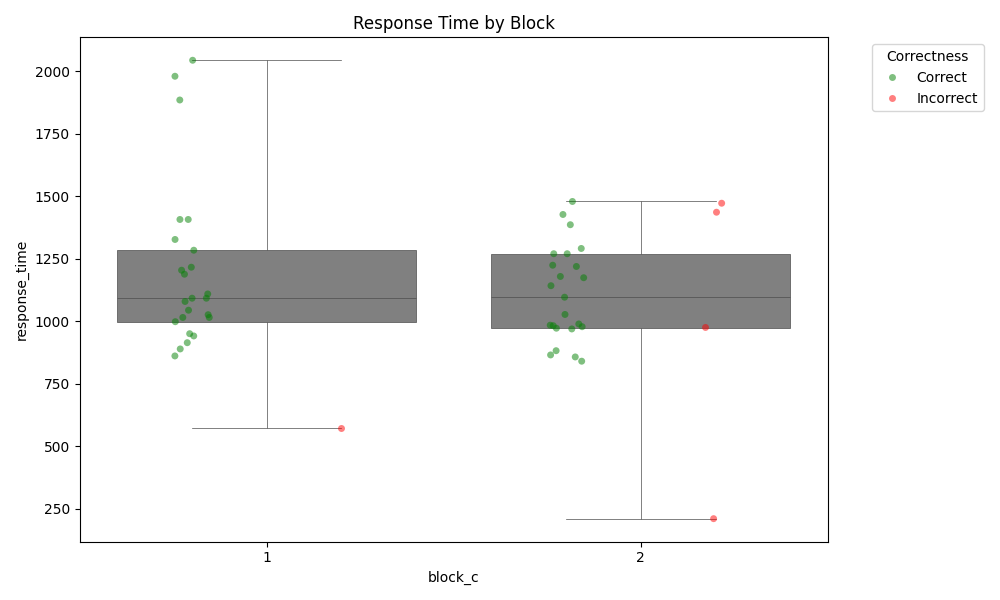 Response Time by Block
Correctness
Correct
Incorrect
response_time
2000
1750
1500
1250
1000
750
500
250
1
2
block_c